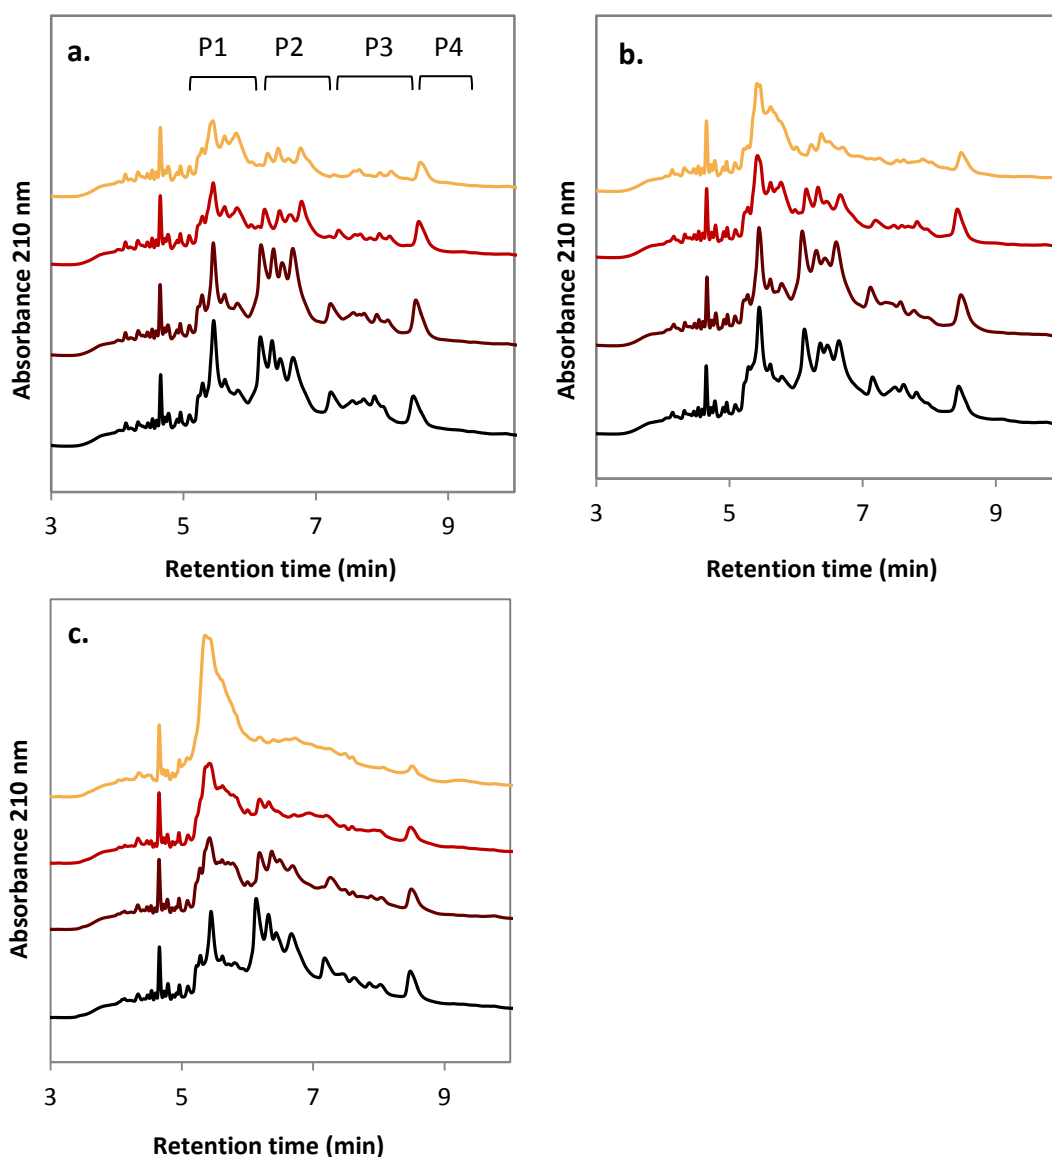 a.
P1 P2 P3 P4
Absorbance 210 nm
3 5 7 9
Retention time (min)
b.
Absorbance 210 nm
3 5 7 9
Retention time (min)
c.
Absorbance 210 nm
3 5 7 9
Retention time (min)